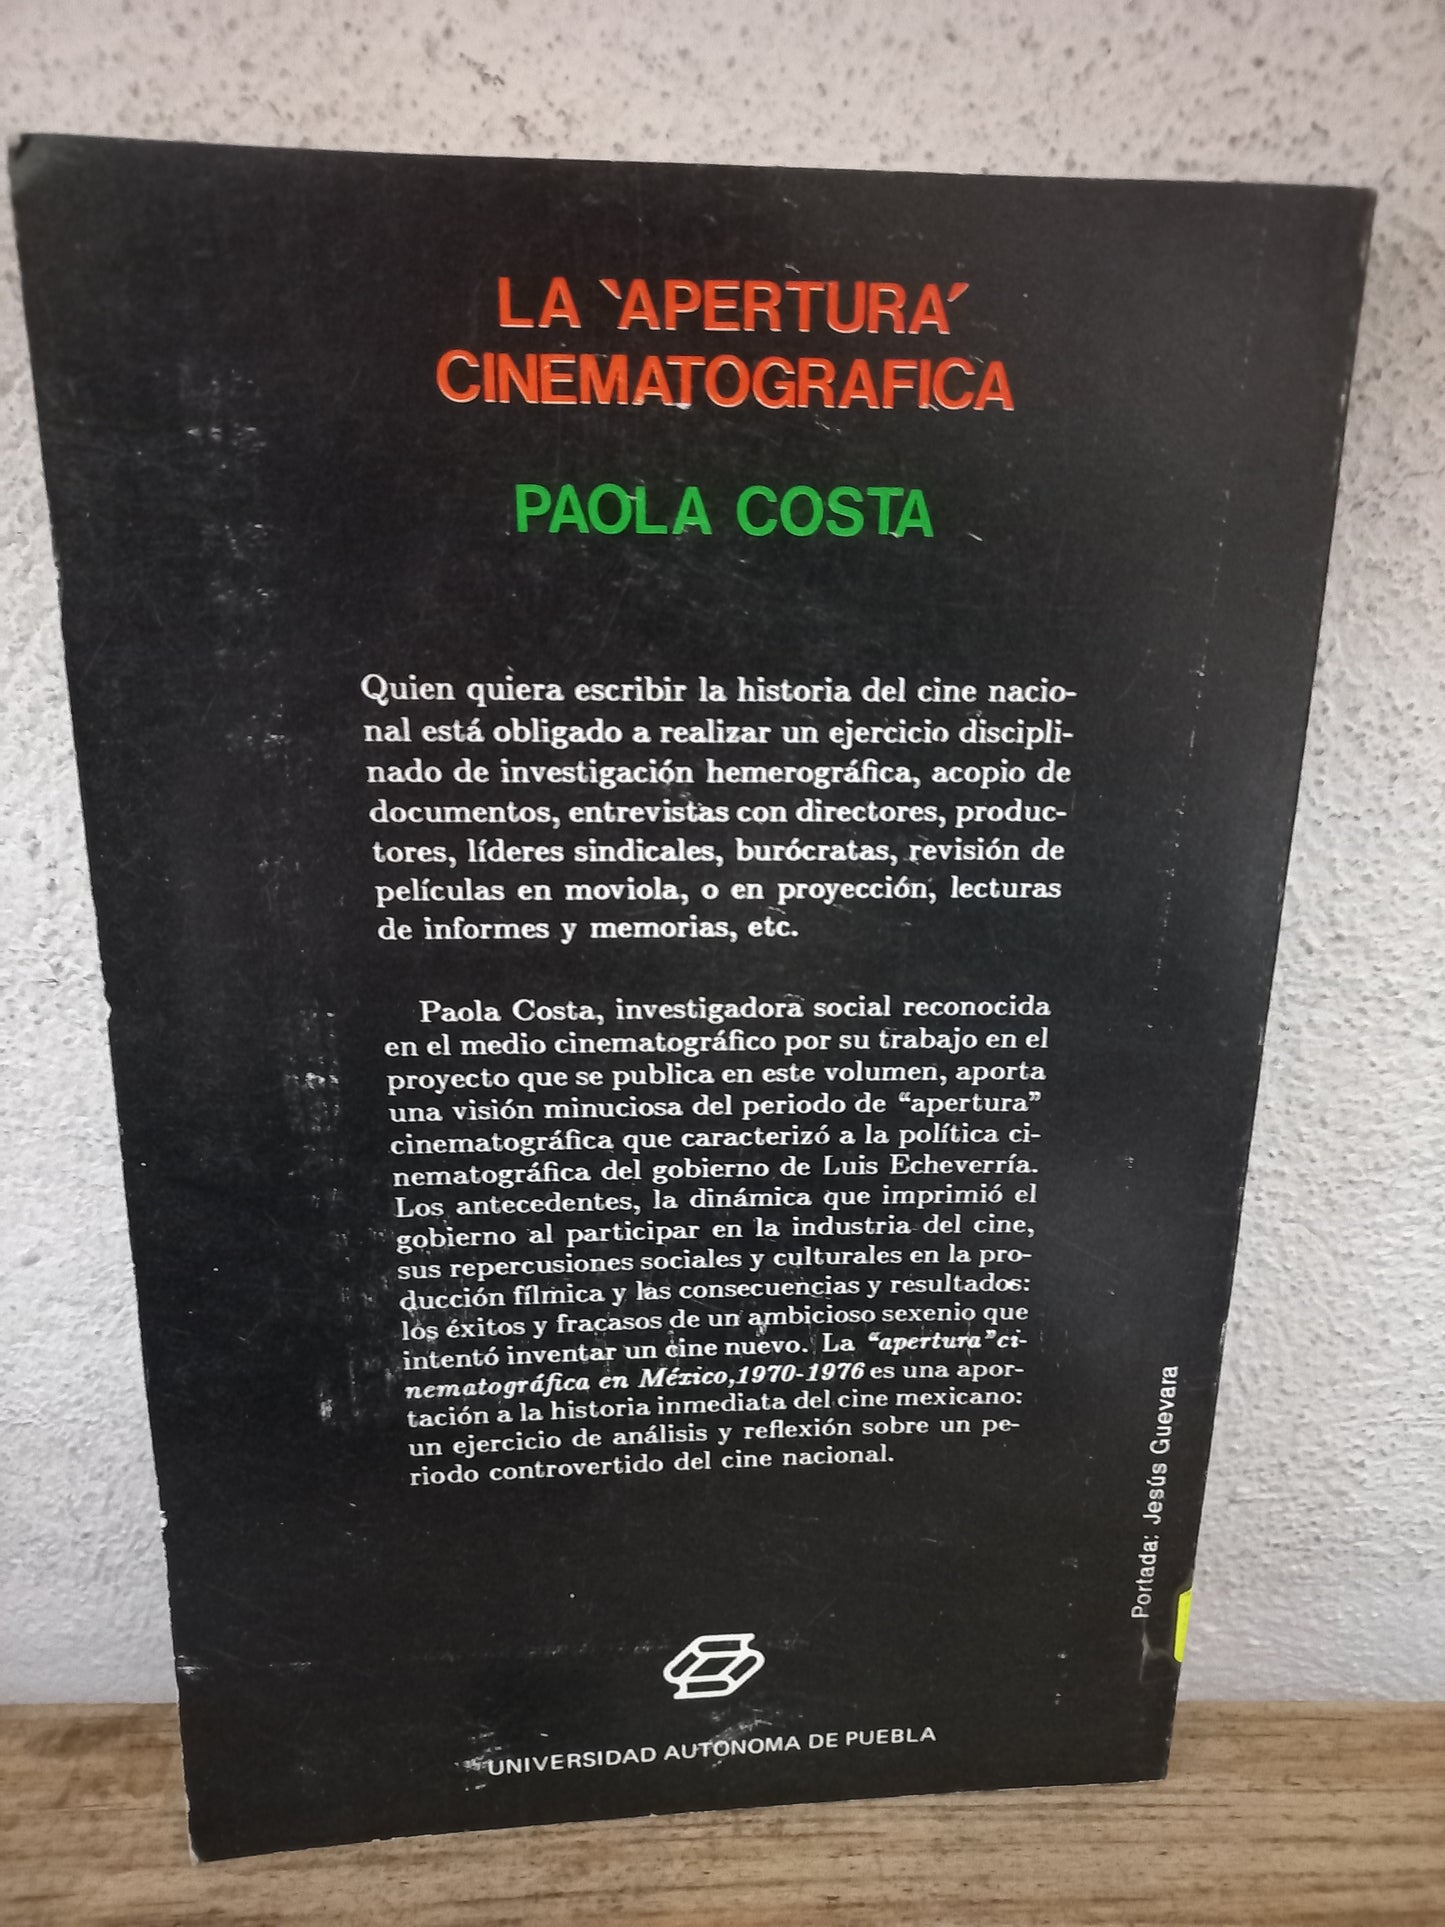 LA 'APERTURA'
CINEMATOGRAFICA
PAOLA COSTA
Quien quiera escribir la historia del cine nacio-
nal está obligado a realizar un ejercicio discipli-
nado de investigación hemerográfica, acopio de
documentos, entrevistas con directores, produc-
tores, líderes sindicales, burócratas, revisión de
películas en moviola, o en proyección, lecturas
de informes y memorias, etc.
Paola Costa, investigadora social reconocida
en el medio cinematográfico por su trabajo en el
proyecto que se publica en este volumen, aporta
una visión minuciosa del periodo de “apertura”
cinematográfica que caracterizó a la política ci-
nematográfica del gobierno de Luis Echeverría.
Los antecedentes, la dinámica que imprimió el
gobierno al participar en la industria del cine,
sus repercusiones sociales y culturales en la pro-
ducción fílmica y las consecuencias y resultados:
los éxitos y fracasos de un ambicioso sexenio que
intentó inventar un cine nuevo. La “apertura” ci-
nematográfica en México, 1970-1976 es una apor-
tación a la historia inmediata del cine mexicano:
un ejercicio de análisis y reflexión sobre un pe-
riodo controvertido del cine nacional.
Portada: Jesús Guevara
UNIVERSIDAD AUTONOMA DE PUEBLA